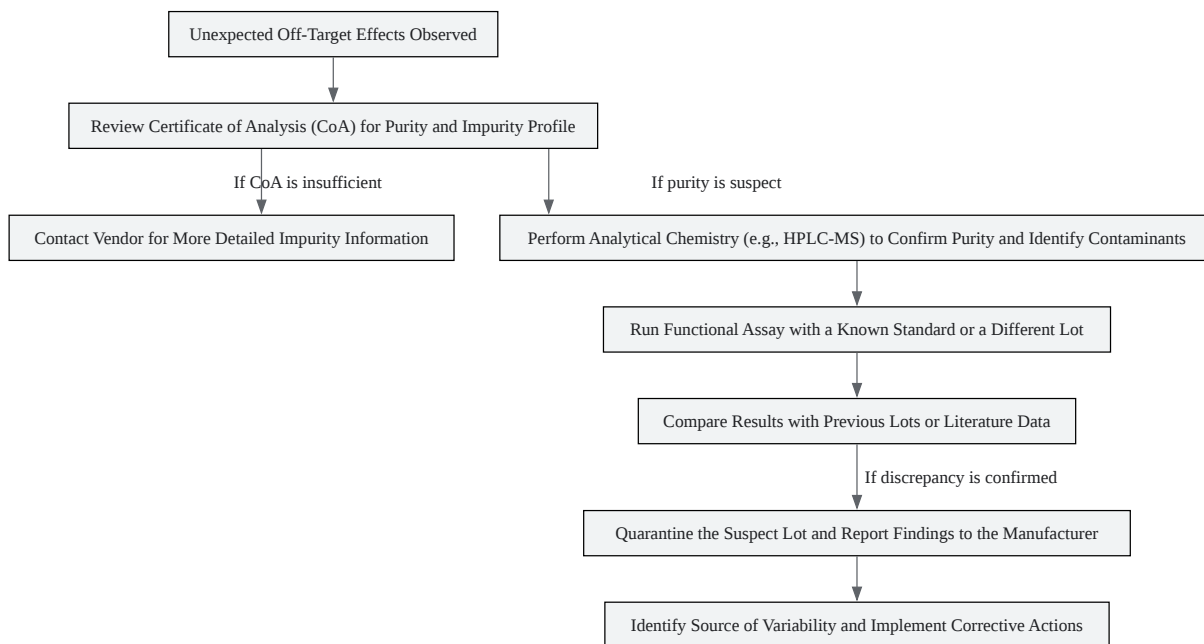 Unexpected Off-Target Effects Observed
Review Certificate of Analysis (CoA) for Purity and Impurity Profile
If CoA is insufficient
If purity is suspect
Contact Vendor for More Detailed Impurity Information
Perform Analytical Chemistry (e.g., HPLC-MS) to Confirm Purity and Identify Contaminants
Run Functional Assay with a Known Standard or a Different Lot
Compare Results with Previous Lots or Literature Data
If discrepancy is confirmed
Quarantine the Suspect Lot and Report Findings to the Manufacturer
Identify Source of Variability and Implement Corrective Actions